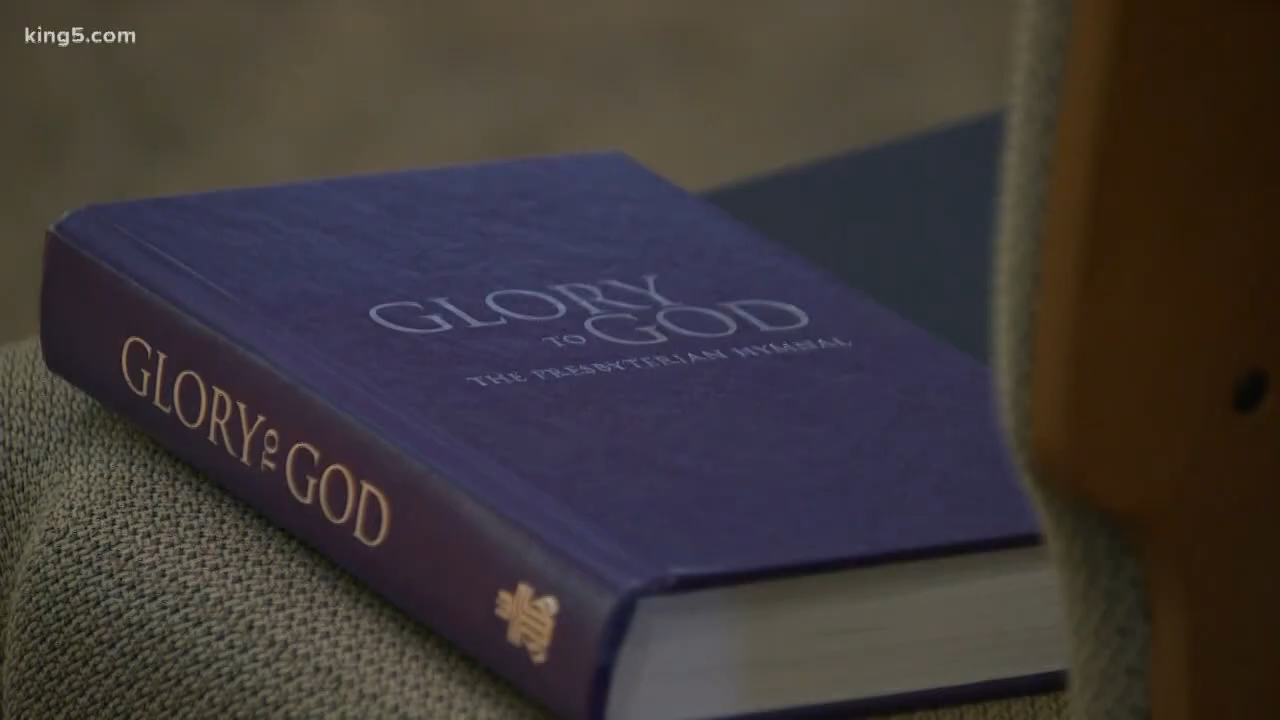 king5.com
GLORY
TO GOD
THE PRESBYTERIAN HYMNAL
GLORY TO GOD